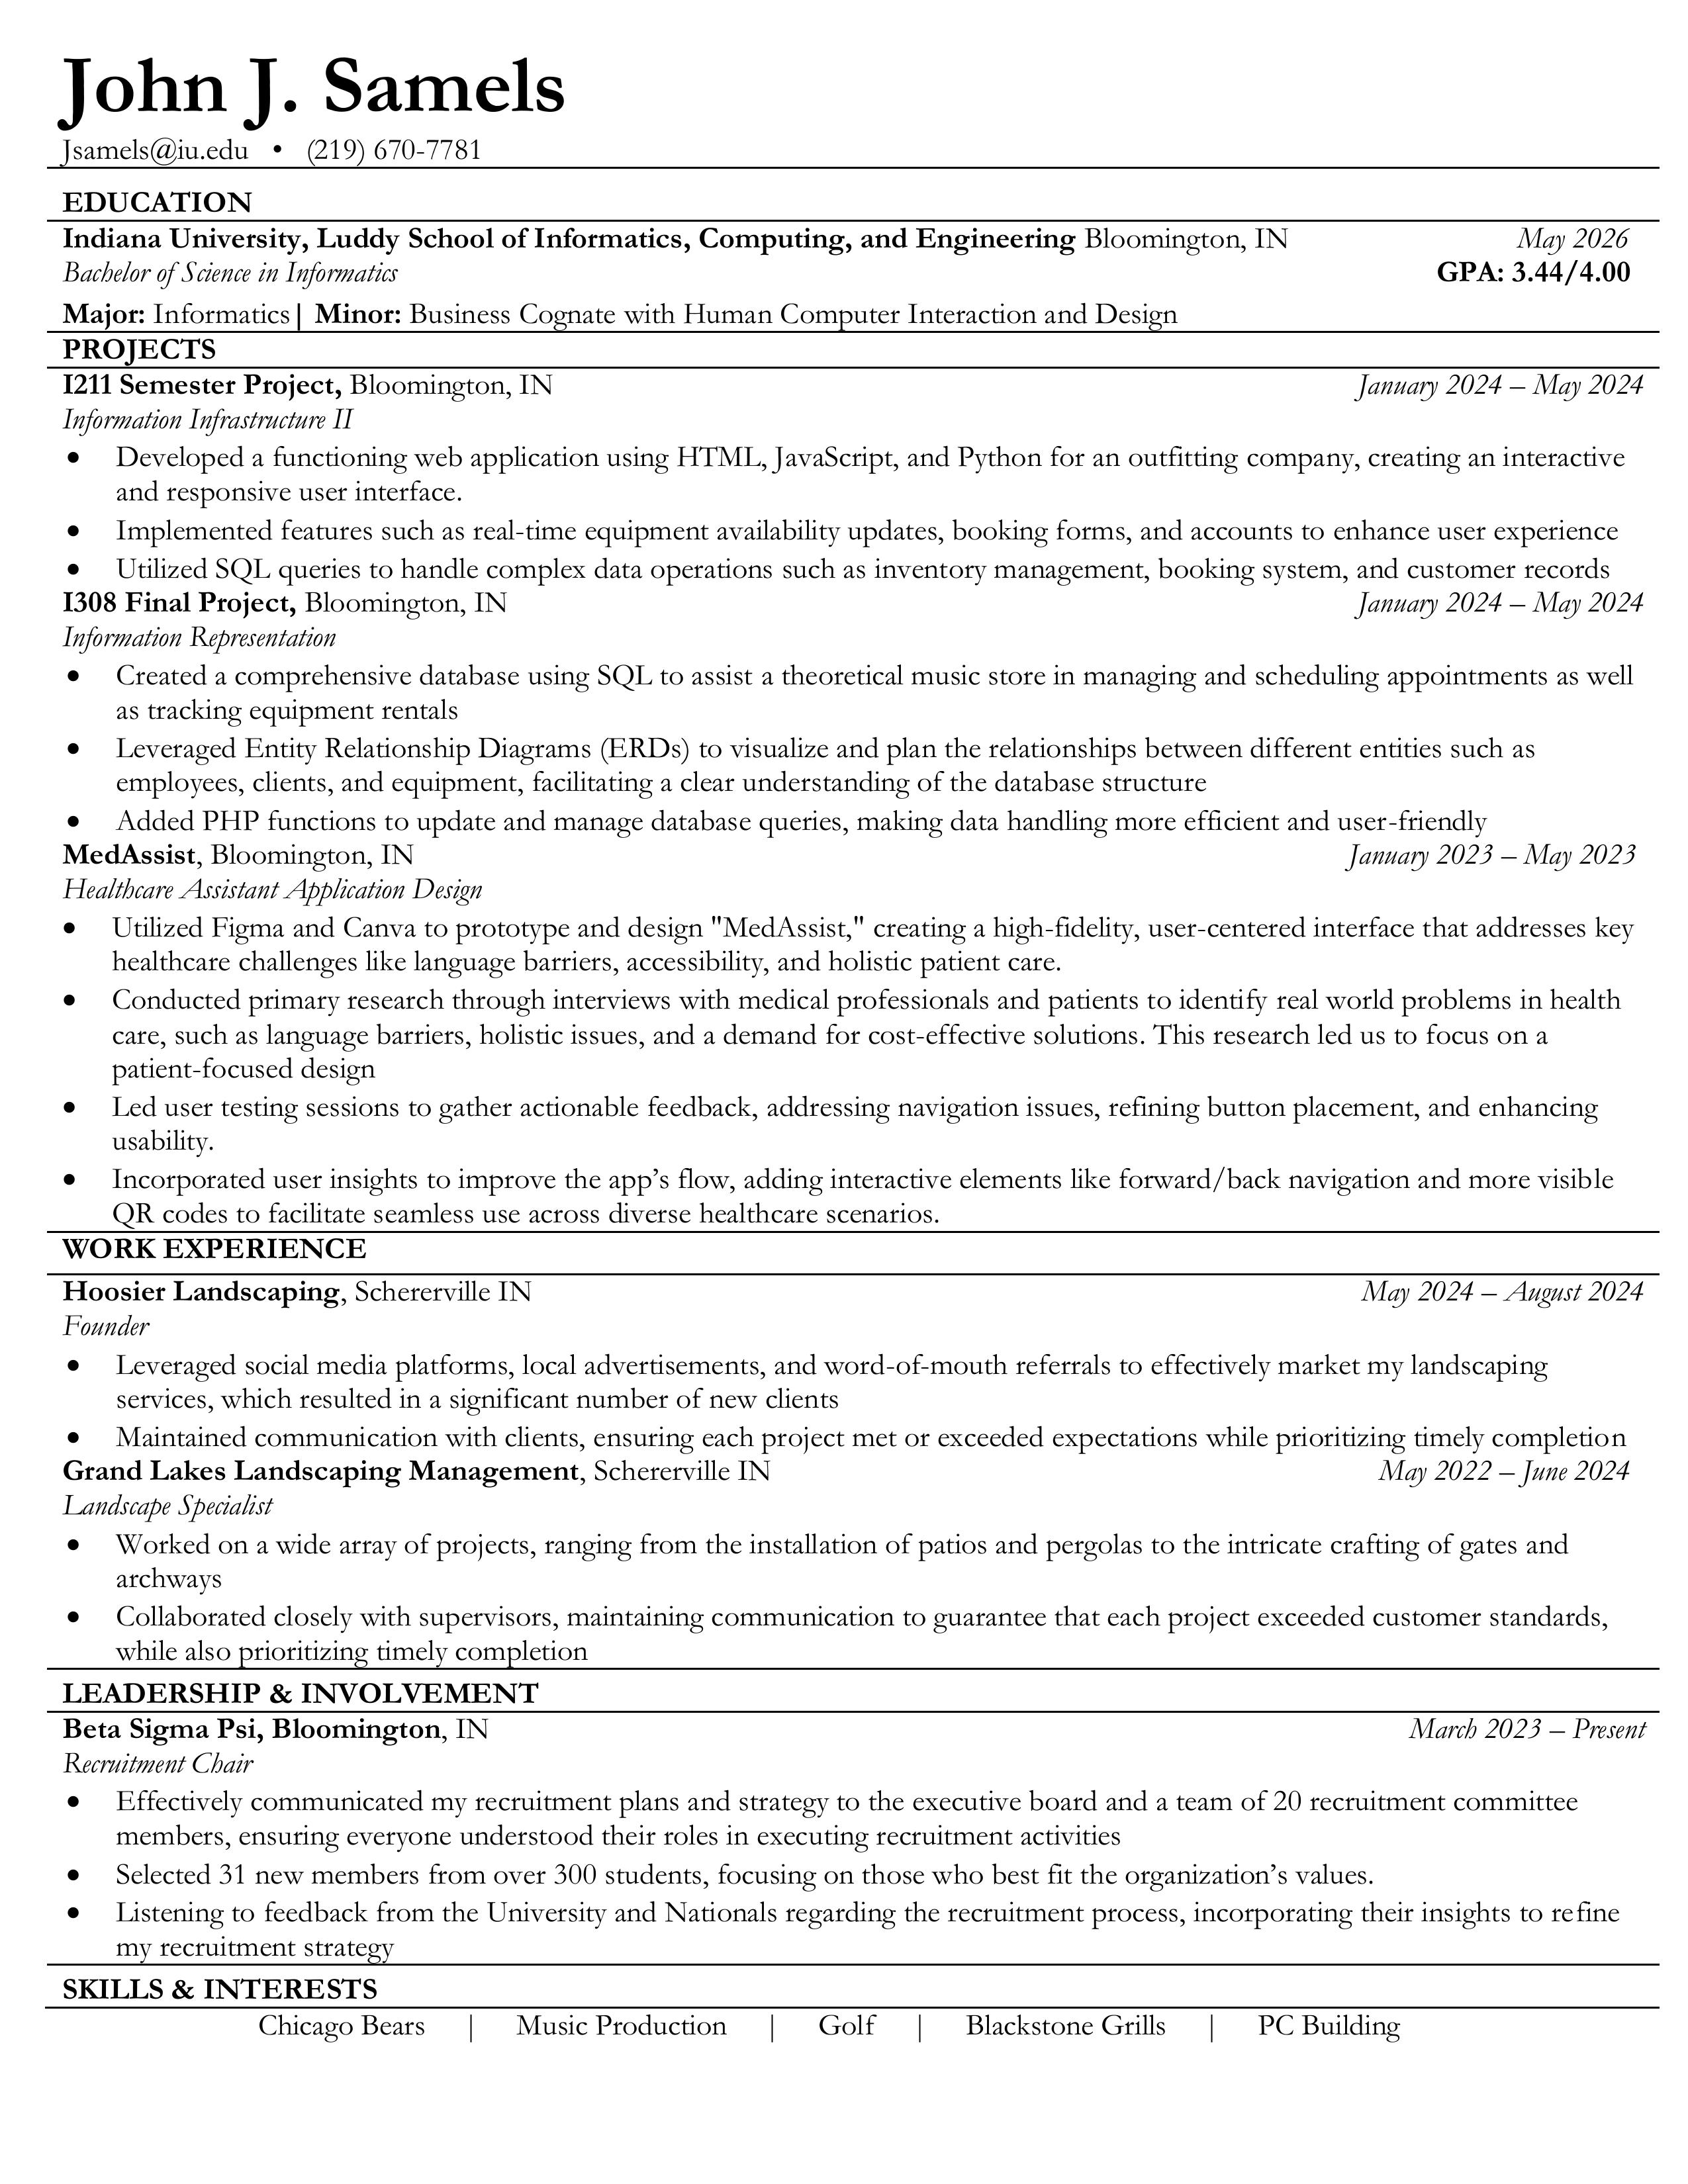 John J. Samels
Jsamels@iu.edu • (219) 670-7781
EDUCATION
Indiana University, Luddy School of Informatics, Computing, and Engineering Bloomington, IN May 2026
Bachelor of Science in Informatics GPA: 3.44/4.00
Major: Informatics| Minor: Business Cognate with Human Computer Interaction and Design
PROJECTS
I211 Semester Project, Bloomington, IN January 2024 – May 2024
Information Infrastructure II
• Developed a functioning web application using HTML, JavaScript, and Python for an outfitting company, creating an interactive
and responsive user interface.
• Implemented features such as real-time equipment availability updates, booking forms, and accounts to enhance user experience
• Utilized SQL queries to handle complex data operations such as inventory management, booking system, and customer records
I308 Final Project, Bloomington, IN January 2024 – May 2024
Information Representation
• Created a comprehensive database using SQL to assist a theoretical music store in managing and scheduling appointments as well
as tracking equipment rentals
• Leveraged Entity Relationship Diagrams (ERDs) to visualize and plan the relationships between different entities such as
employees, clients, and equipment, facilitating a clear understanding of the database structure
• Added PHP functions to update and manage database queries, making data handling more efficient and user-friendly
MedAssist, Bloomington, IN January 2023 – May 2023
Healthcare Assistant Application Design
• Utilized Figma and Canva to prototype and design "MedAssist," creating a high-fidelity, user-centered interface that addresses key
healthcare challenges like language barriers, accessibility, and holistic patient care.
• Conducted primary research through interviews with medical professionals and patients to identify real world problems in health
care, such as language barriers, holistic issues, and a demand for cost-effective solutions. This research led us to focus on a
patient-focused design
• Led user testing sessions to gather actionable feedback, addressing navigation issues, refining button placement, and enhancing
usability.
• Incorporated user insights to improve the app’s flow, adding interactive elements like forward/back navigation and more visible
QR codes to facilitate seamless use across diverse healthcare scenarios.
WORK EXPERIENCE
Hoosier Landscaping, Schererville IN May 2024 – August 2024
Founder
• Leveraged social media platforms, local advertisements, and word-of-mouth referrals to effectively market my landscaping
services, which resulted in a significant number of new clients
• Maintained communication with clients, ensuring each project met or exceeded expectations while prioritizing timely completion
Grand Lakes Landscaping Management, Schererville IN May 2022 – June 2024
Landscape Specialist
• Worked on a wide array of projects, ranging from the installation of patios and pergolas to the intricate crafting of gates and
archways
• Collaborated closely with supervisors, maintaining communication to guarantee that each project exceeded customer standards,
while also prioritizing timely completion
LEADERSHIP & INVOLVEMENT
Beta Sigma Psi, Bloomington, IN March 2023 – Present
Recruitment Chair
• Effectively communicated my recruitment plans and strategy to the executive board and a team of 20 recruitment committee
members, ensuring everyone understood their roles in executing recruitment activities
• Selected 31 new members from over 300 students, focusing on those who best fit the organization’s values.
• Listening to feedback from the University and Nationals regarding the recruitment process, incorporating their insights to refine
my recruitment strategy
SKILLS & INTERESTS
Chicago Bears | Music Production | Golf | Blackstone Grills | PC Building